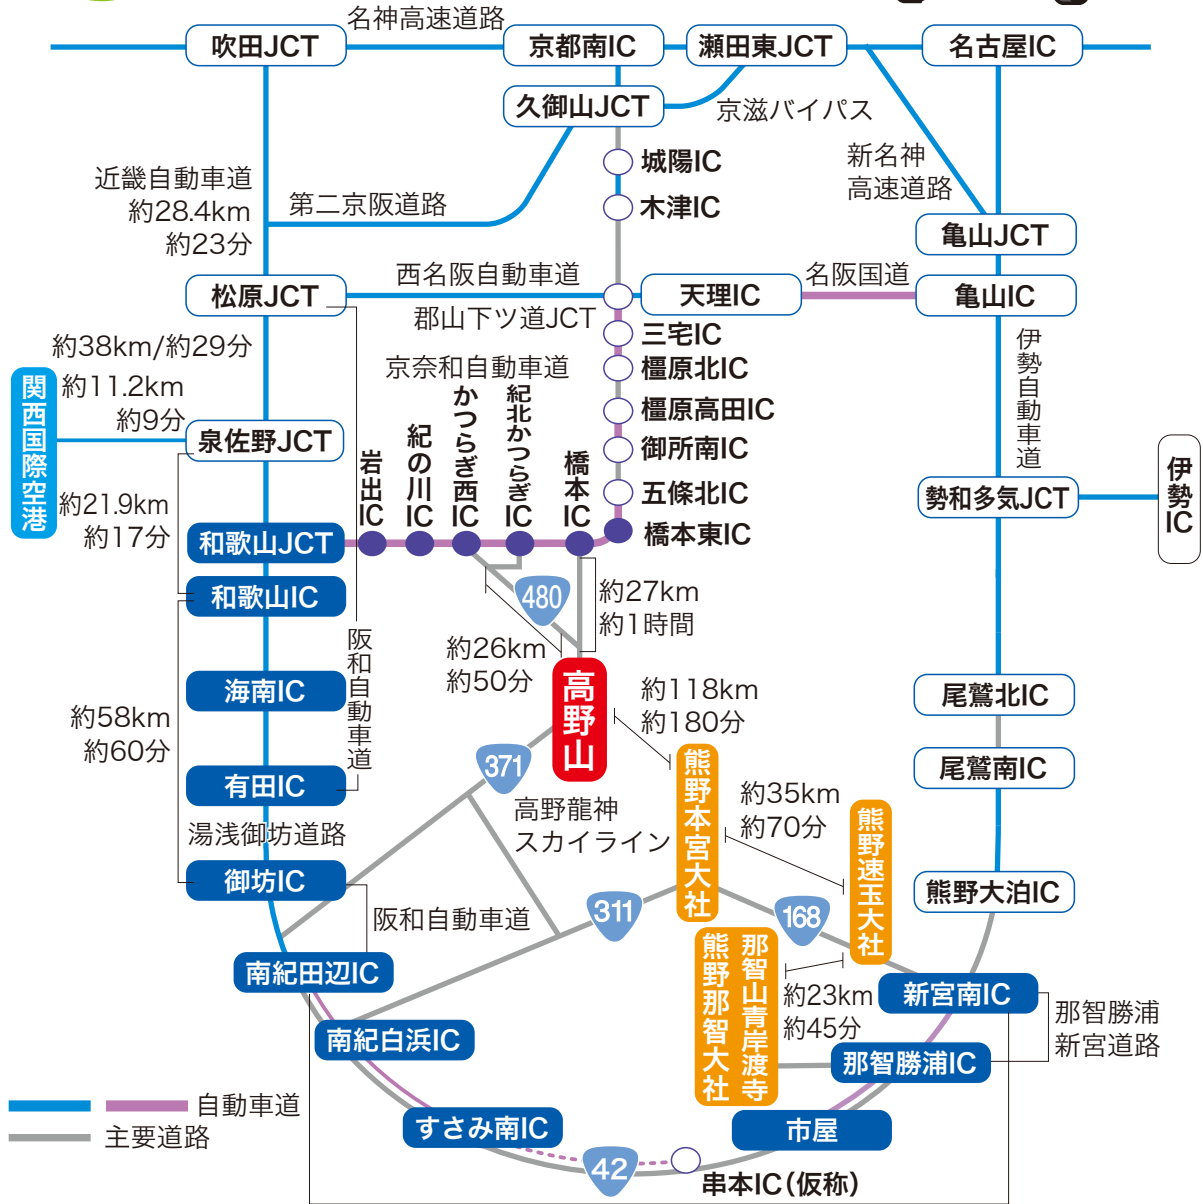 名神高速道路
吹田JCT
京都南IC
瀬田東JCT
名古屋IC
久御山JCT
京滋バイパス
城陽IC
新名神
高速道路
近畿自動車道
約28.4km
約23分
第二京阪道路
木津IC
亀山JCT
西名阪自動車道
名阪国道
松原JCT
天理IC
亀山IC
郡山下ツ道JCT
三宅IC
約38km/約29分
京奈和自動車道
橿原北IC
伊勢自動車道
関西国際空港
約11.2km
約9分
橿原高田IC
泉佐野JCT
御所南IC
岩出IC
紀の川IC
かつらぎ西IC
紀北かつらぎIC
橋本IC
五條北IC
勢和多気JCT
伊勢IC
約21.9km
約17分
橋本東IC
和歌山JCT
和歌山IC
480
約27km
約1時間
約26km
約50分
阪和自動車道
高野山
海南IC
約58km
約60分
約118km
約180分
尾鷲北IC
371
有田IC
尾鷲南IC
高野龍神
スカイライン
熊野本宮大社
約35km
約70分
熊野速玉大社
湯浅御坊道路
御坊IC
熊野大泊IC
阪和自動車道
311
168
南紀田辺IC
那智山青岸渡寺
熊野那智大社
約23km
約45分
新宮南IC
那智勝浦
新宮道路
南紀白浜IC
那智勝浦IC
自動車道
主要道路
すさみ南IC
市屋
42
串本IC(仮称)